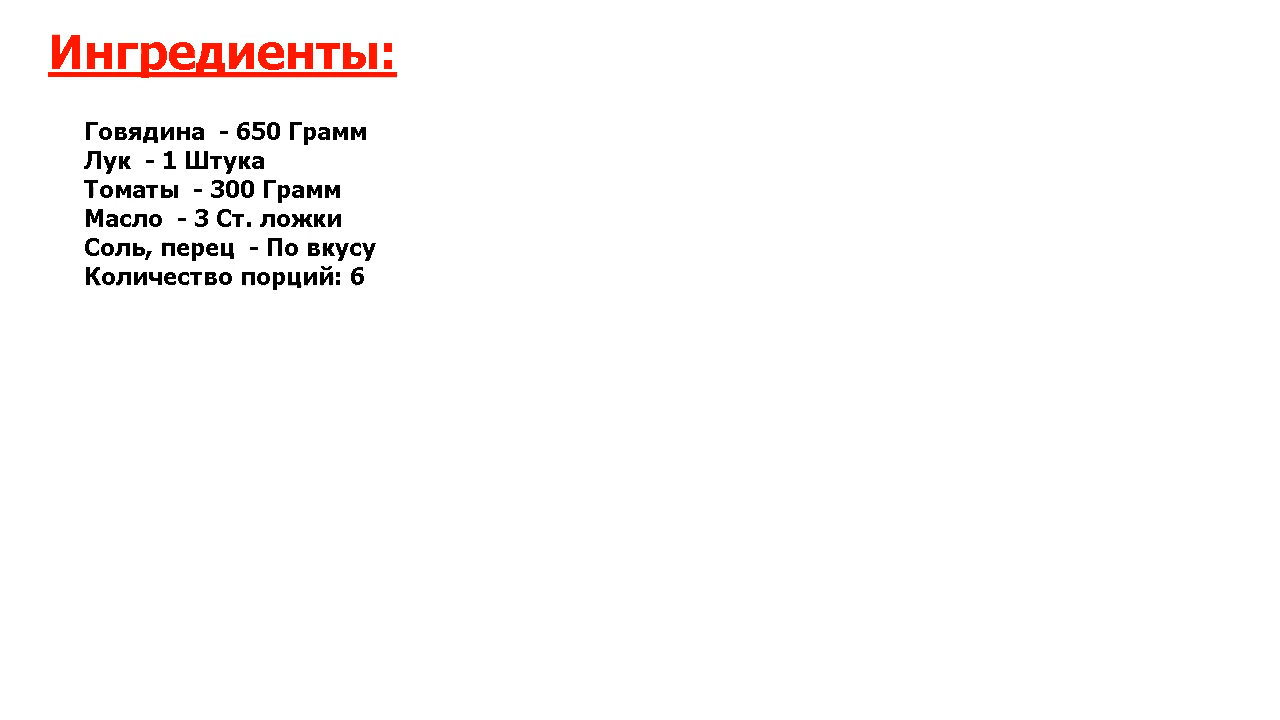 Ингредиенты:
Говядина  - 650 Грамм
Лук  - 1 Штука
Томаты  - 300 Грамм
Масло  - 3 Ст. ложки
Соль, перец  - По вкусу
Количество порций: 6